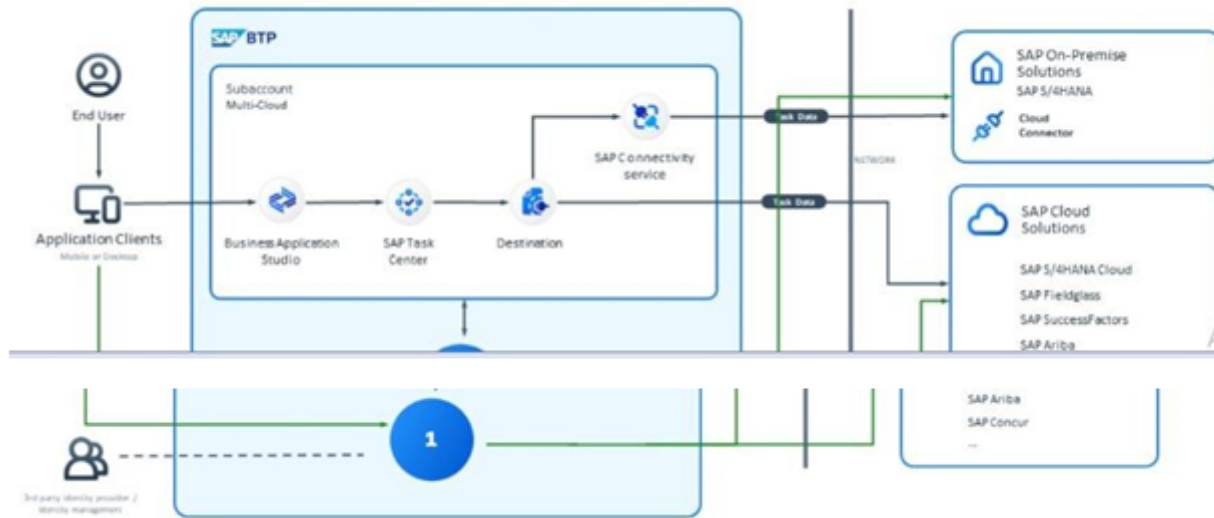 SAP BTP
Subaccount
Multi-Cloud
End User
Application Clients
Mobile or Desktop
Business Application
Studio
SAP Task
Center
Destination
SAP Connectivity
service
Task Data
Task Data
NETWORK
SAP On-Premise
Solutions
SAP S/4HANA
Cloud
Connector
SAP Cloud
Solutions
SAP S/4HANA Cloud
SAP Fieldglass
SAP SuccessFactors
SAP Ariba
1
3rd party identity provider /
Identity management
SAP Ariba
SAP Concur
...